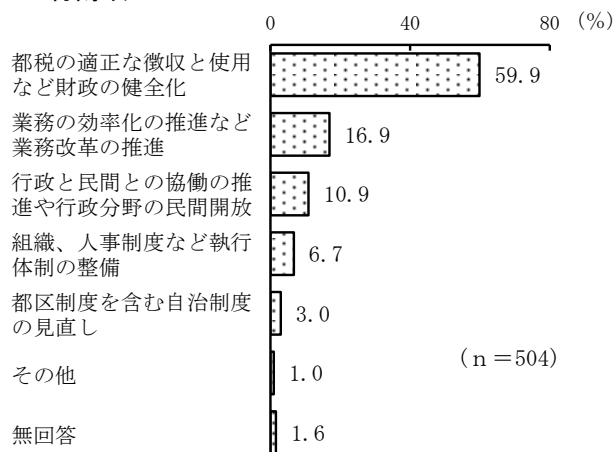 0 40 80 (%)
都税の適正な徴収と使用
など財政の健全化
59.9
業務の効率化の推進など
業務改革の推進
16.9
行政と民間との協働の推
進や行政分野の民間開放
10.9
組織、人事制度など執行
体制の整備
6.7
都区制度を含む自治制度
の見直し
3.0
(n=504)
その他
1.0
無回答
1.6